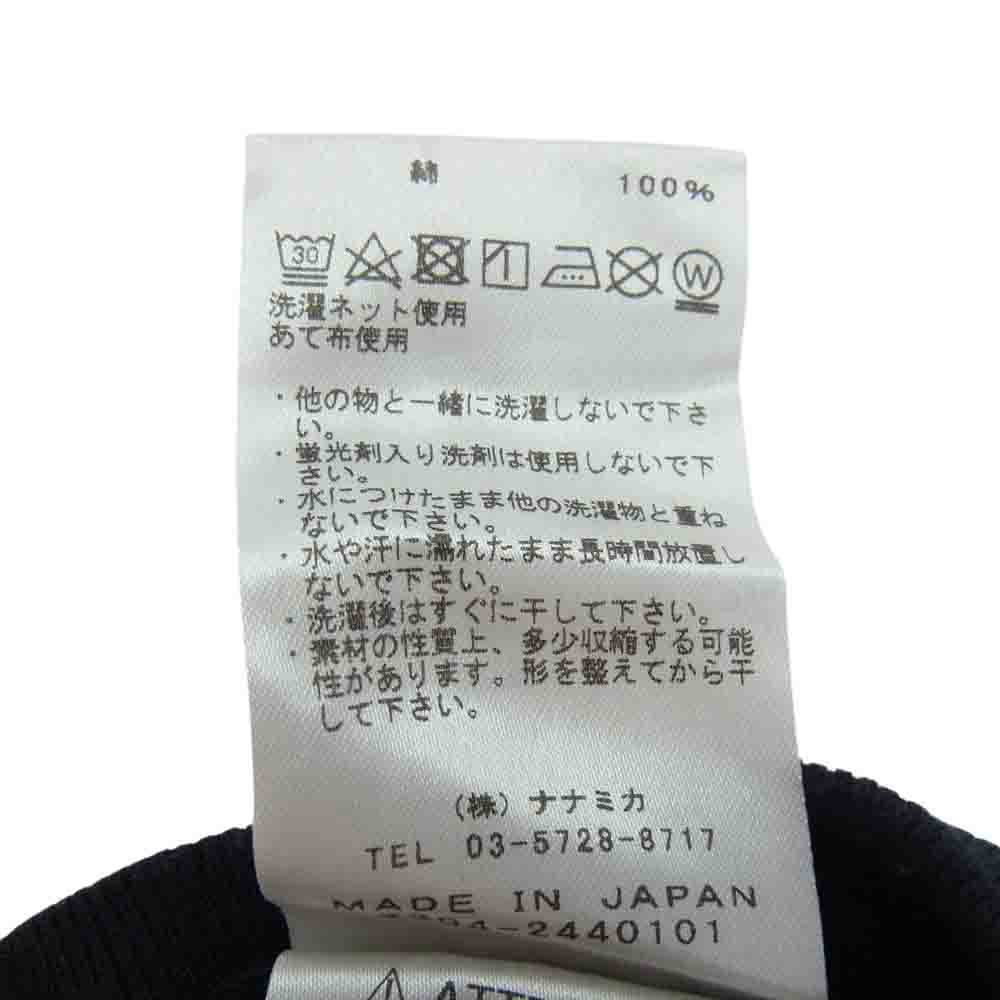 綿 100%
30 W
洗濯ネット使用
あて布使用
・他の物と一緒に洗濯しないで下さ
い。
・蛍光剤入り洗剤は使用しないで下
さい。
・水につけたまま他の洗濯物と重ね
ないで下さい。
・水や汗に濡れたまま長時間放置し
ないで下さい。
・洗濯後はすぐに干して下さい。
・素材の性質上、多少収縮する可能
性があります。形を整えてから干
して下さい。
(株) ナナミカ
TEL 03-5728-8717
MADE IN JAPAN
-2440101